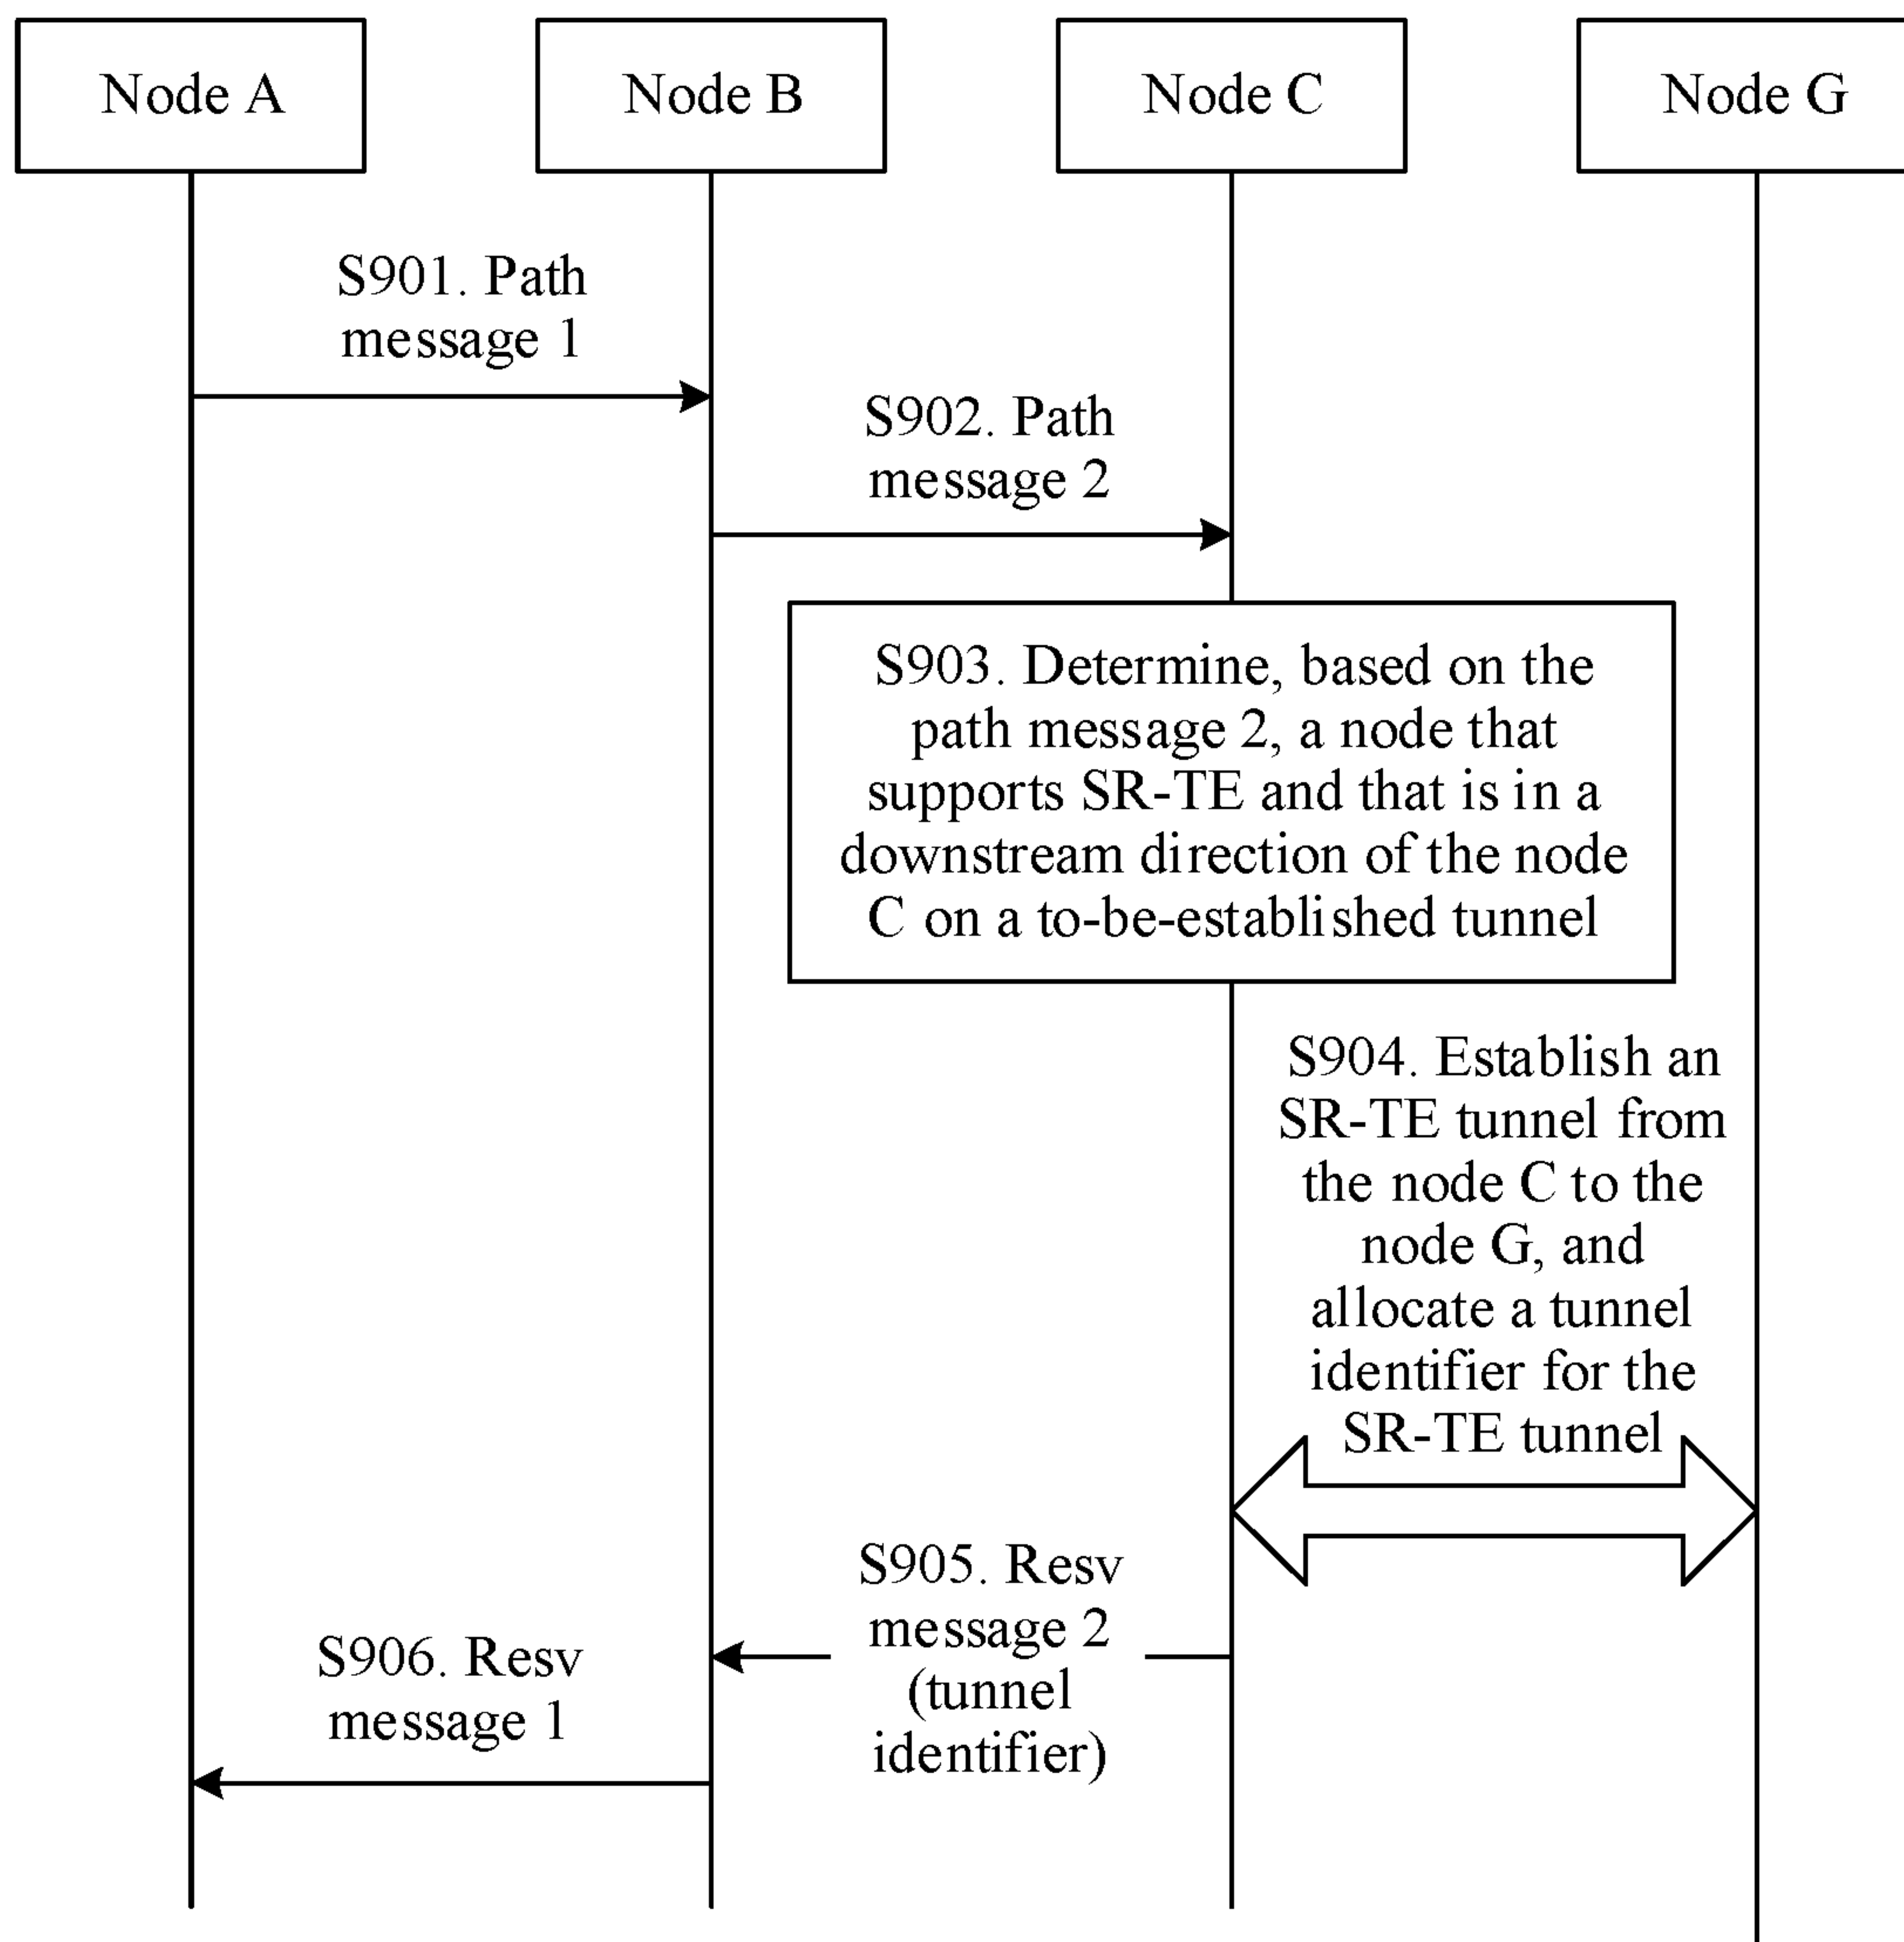 Node A
Node B
Node C
Node G
S901. Path
message 1
S902. Path
message 2
S903. Determine, based on the
path message 2, a node that
supports SR-TE and that is in a
downstream direction of the node
C on a to-be-established tunnel
S904. Establish an
SR-TE tunnel from
the node C to the
node G, and
allocate a tunnel
identifier for the
SR-TE tunnel
S905. Resv
message 2
(tunnel
identifier)
S906. Resv
message 1